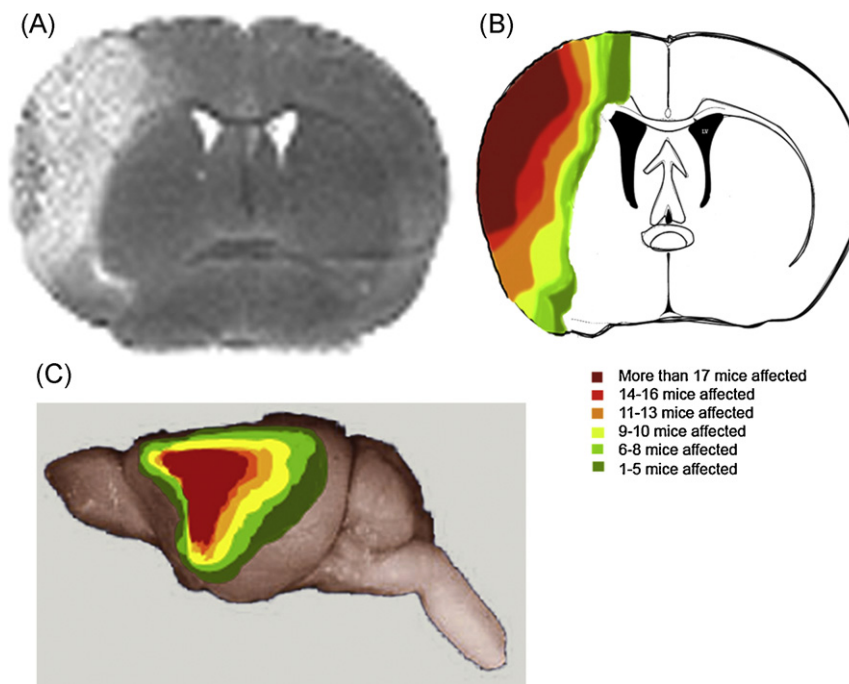 (A)
(B)
LV
More than 17 mice affected
14-16 mice affected
11-13 mice affected
9-10 mice affected
6-8 mice affected
1-5 mice affected
(C)